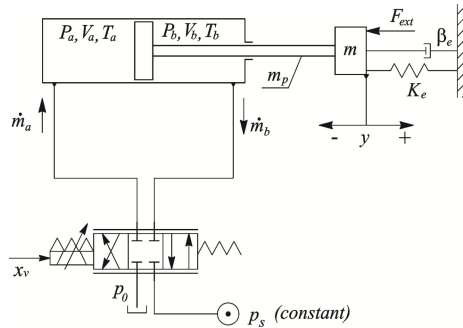 P_a, V_a, T_a
P_b, V_b, T_b
F_ext
m
β_e
m_p
K_e
ṁ_a
ṁ_b
- y +
x_v
p_0
p_s (constant)